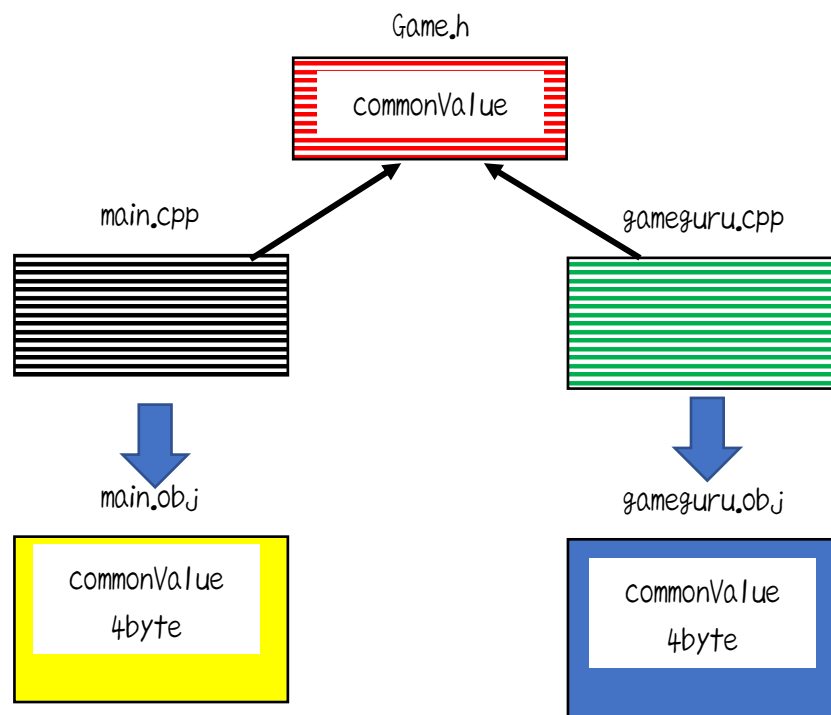 Game.h
commonValue
main.cpp
gameguru.cpp
main.obj
gameguru.obj
commonValue
4byte
commonValue
4byte